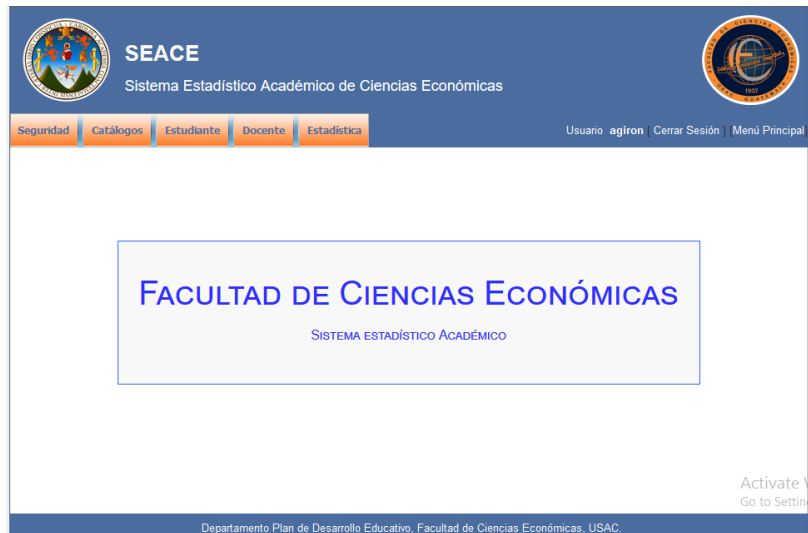 SEACE
Sistema Estadístico Académico de Ciencias Económicas
Seguridad Catálogos Estudiante Docente Estadística
Usuario agiron [ Cerrar Sesión ] [Menú Principal]
FACULTAD DE CIENCIAS ECONÓMICAS
SISTEMA ESTADÍSTICO ACADÉMICO
Activate
Go to Settin
Departamento Plan de Desarrollo Educativo, Facultad de Ciencias Económicas, USAC.